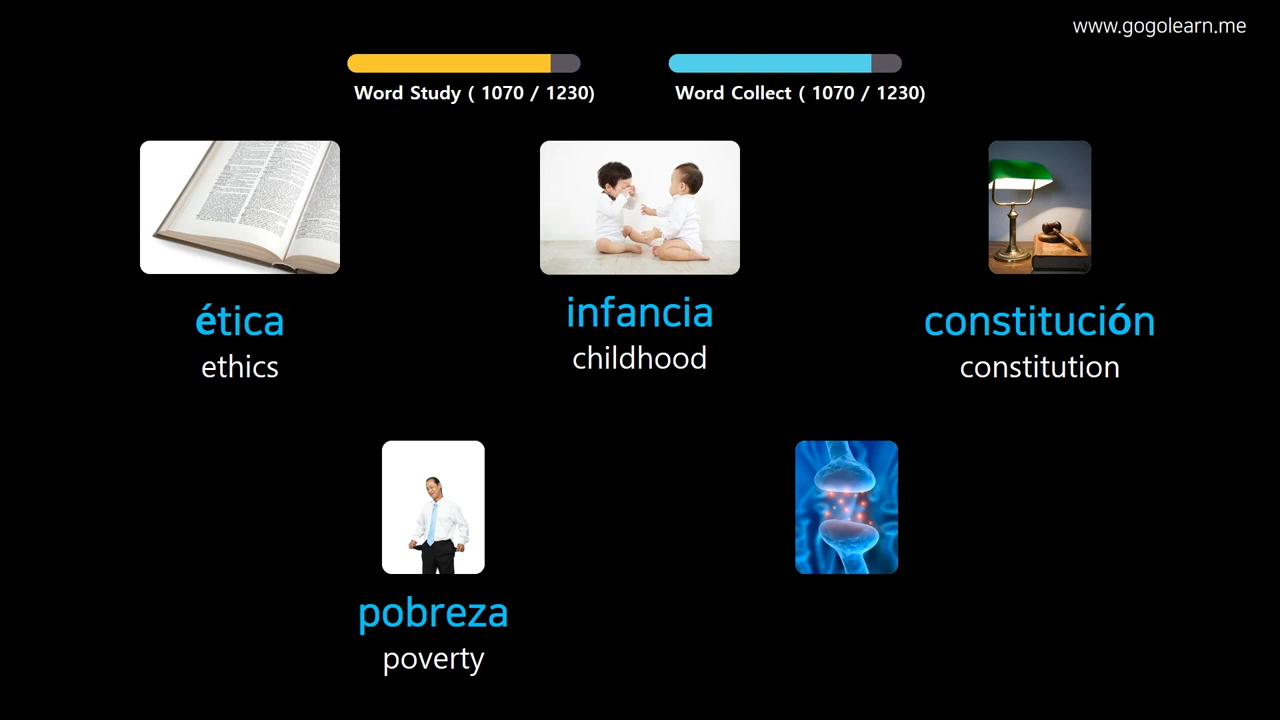 www.gogolearn.me
Word Study ( 1070 / 1230)
Word Collect ( 1070 / 1230)
ética
ethics
infancia
childhood
constitución
constitution
pobreza
poverty